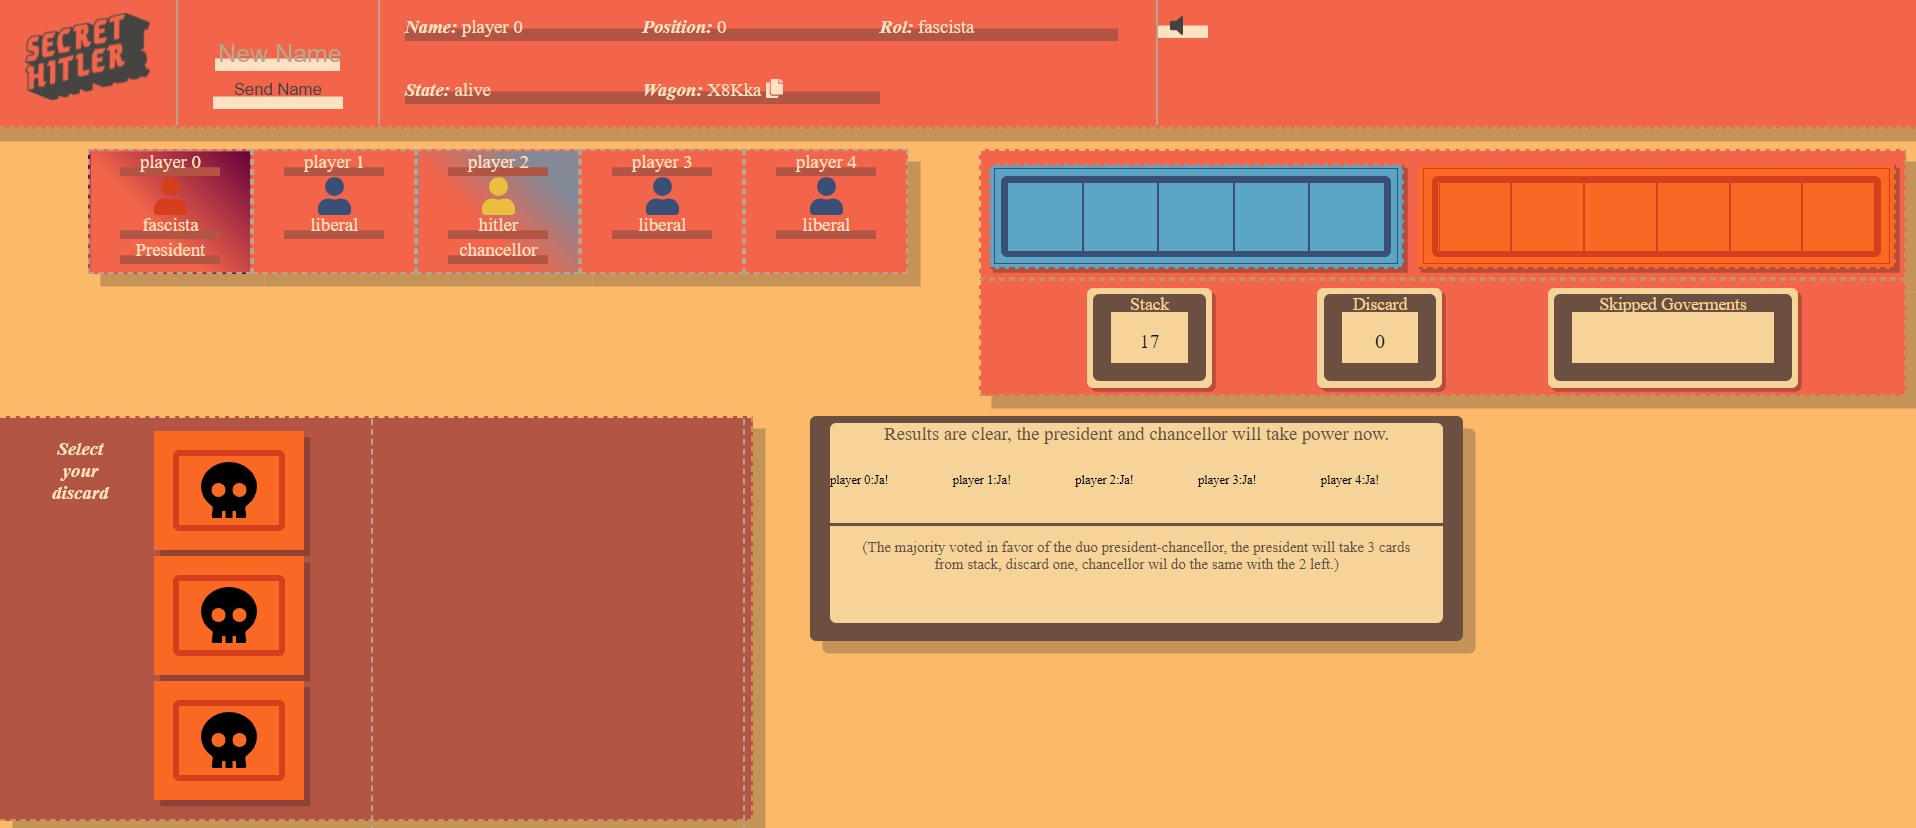 SECRET
HITLER
New Name
Send Name
Name: player 0
Position: 0
Rol: fascista
State: alive
Wagon: X8Kka
player 0
fascista
President
player 1
liberal
player 2
hitler
chancellor
player 3
liberal
player 4
liberal
Stack
17
Discard
0
Skipped Goverments
Select
your
discard
Results are clear, the president and chancellor will take power now.
player 0:Ja!
player 1:Ja!
player 2:Ja!
player 3:Ja!
player 4:Ja!
(The majority voted in favor of the duo president-chancellor, the president will take 3 cards
from stack, discard one, chancellor wil do the same with the 2 left.)